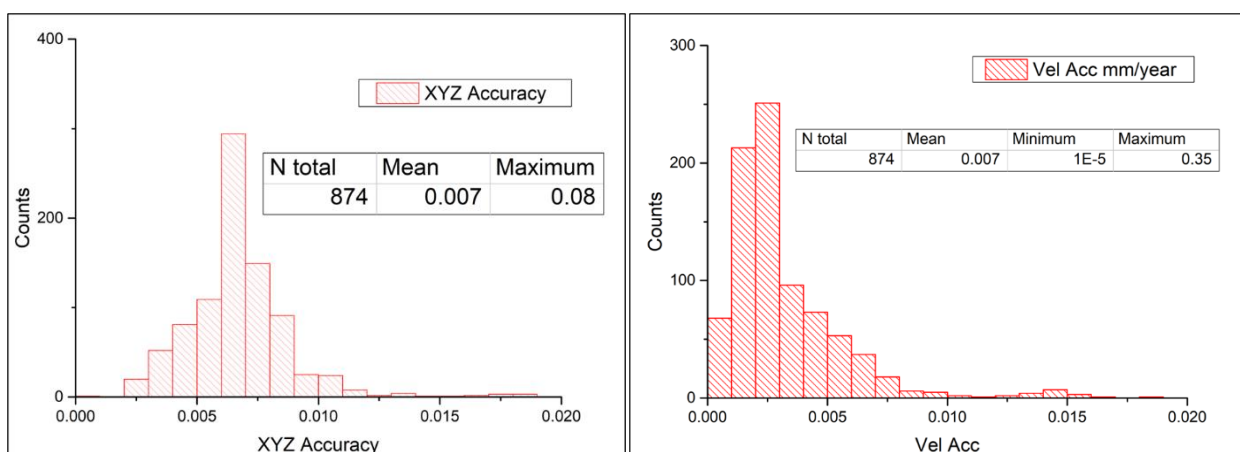 400
XYZ Accuracy
N total Mean Maximum
874 0.007 0.08
200
Counts
0
0.000 0.005 0.010 0.015 0.020
XYZ Accuracy
300
Vel Acc mm/year
N total Mean Minimum Maximum
874 0.007 1E-5 0.35
200
Counts
100
0
0.000 0.005 0.010 0.015 0.020
Vel Acc